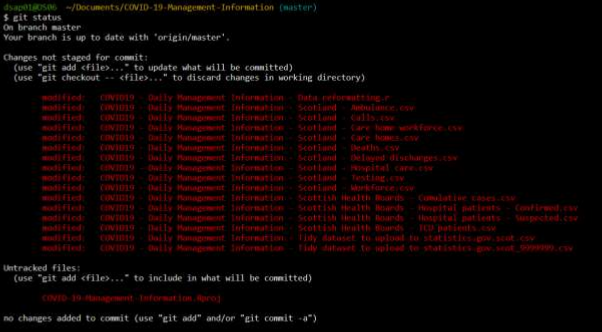 dsap01@DS06 ~/Documents/COVID-19-Management-Information (master)
$ git status
On branch master
Your branch is up to date with 'origin/master'.
Changes not staged for commit:
(use "git add <file>..." to update what will be committed)
(use "git checkout -- <file>..." to discard changes in working directory)
modified: COVID19 - Daily Management Information - Data reformatting.r
modified: COVID19 - Daily Management Information - Scotland - Ambulance.csv
modified: COVID19 - Daily Management Information - Scotland - Calls.csv
modified: COVID19 - Daily Management Information - Scotland - Care home workforce.csv
modified: COVID19 - Daily Management Information - Scotland - Care homes.csv
modified: COVID19 - Daily Management Information - Scotland - Deaths.csv
modified: COVID19 - Daily Management Information - Scotland - Delayed discharges.csv
modified: COVID19 - Daily Management Information - Scotland - Hospital care.csv
modified: COVID19 - Daily Management Information - Scotland - Testing.csv
modified: COVID19 - Daily Management Information - Scotland - Workforce.csv
modified: COVID19 - Daily Management Information - Scottish Health Boards - Cumulative cases.csv
modified: COVID19 - Daily Management Information - Scottish Health Boards - Hospital patients - Confirmed.csv
modified: COVID19 - Daily Management Information - Scottish Health Boards - Hospital patients - Suspected.csv
modified: COVID19 - Daily Management Information - Scottish Health Boards - ICU patients.csv
modified: COVID19 - Daily Management Information - Tidy dataset to upload to statistics.gov.scot.csv
modified: COVID19 - Daily Management Information - Tidy dataset to upload to statistics.gov.scot_9999999.csv
Untracked files:
(use "git add <file>..." to include in what will be committed)
COVID-19-Management-Information.Rproj
no changes added to commit (use "git add" and/or "git commit -a")